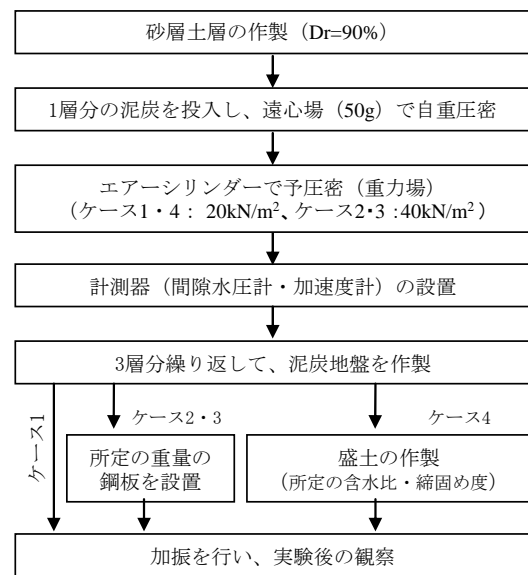 砂層土層の作製（Dr=90%）
1層分の泥炭を投入し、遠心場（50g）で自重圧密
エアーシリンダーで予圧密（重力場）
（ケース1・4： 20kN/m²、ケース2・3：40kN/m²）
計測器（間隙水圧計・加速度計）の設置
3層分繰り返して、泥炭地盤を作製
ケース1
ケース2・3
ケース4
所定の重量の
鋼板を設置
盛土の作製
（所定の含水比・締固め度）
加振を行い、実験後の観察